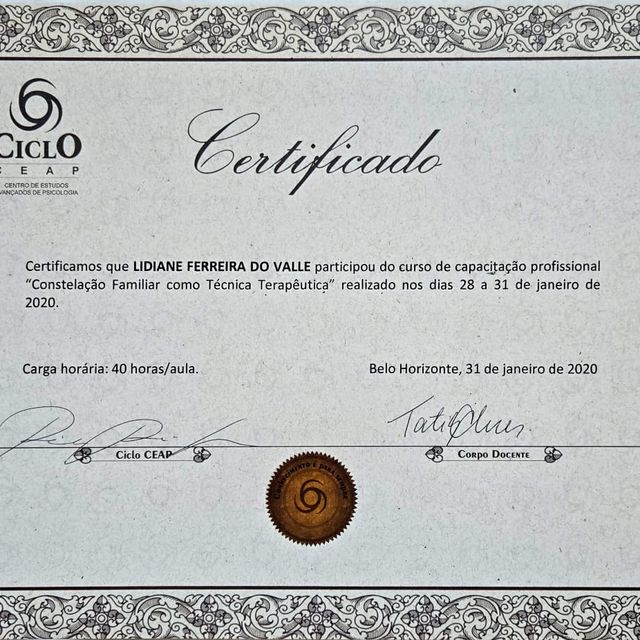 CICLO
CEAP
CENTRO DE ESTUDOS
AVANÇADOS DE PSICOLOGIA
Certificado
Certificamos que LIDIANE FERREIRA DO VALLE participou do curso de capacitação profissional
“Constelação Familiar como Técnica Terapêutica” realizado nos dias 28 a 31 de janeiro de
2020.
Carga horária: 40 horas/aula.
Belo Horizonte, 31 de janeiro de 2020
Ciclo CEAP
Corpo Docente